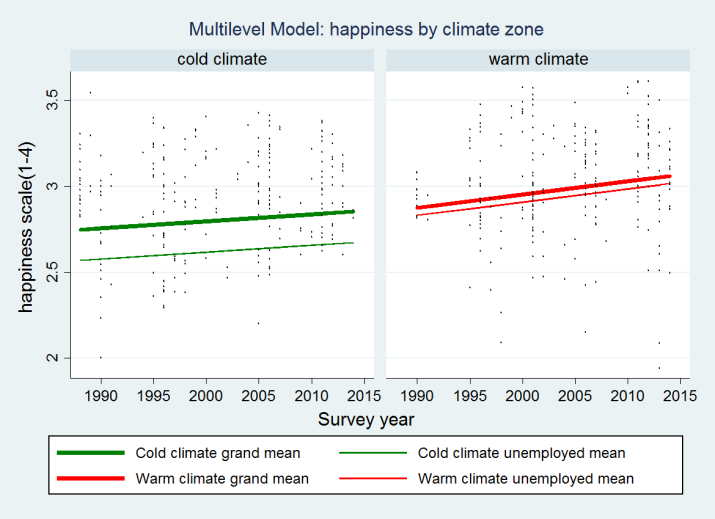 Multilevel Model: happiness by climate zone
cold climate
warm climate
happiness scale(1-4)
3.5
3
2.5
2
1990 1995 2000 2005 2010 2015
1990 1995 2000 2005 2010 2015
Survey year
Cold climate grand mean
Cold climate unemployed mean
Warm climate grand mean
Warm climate unemployed mean